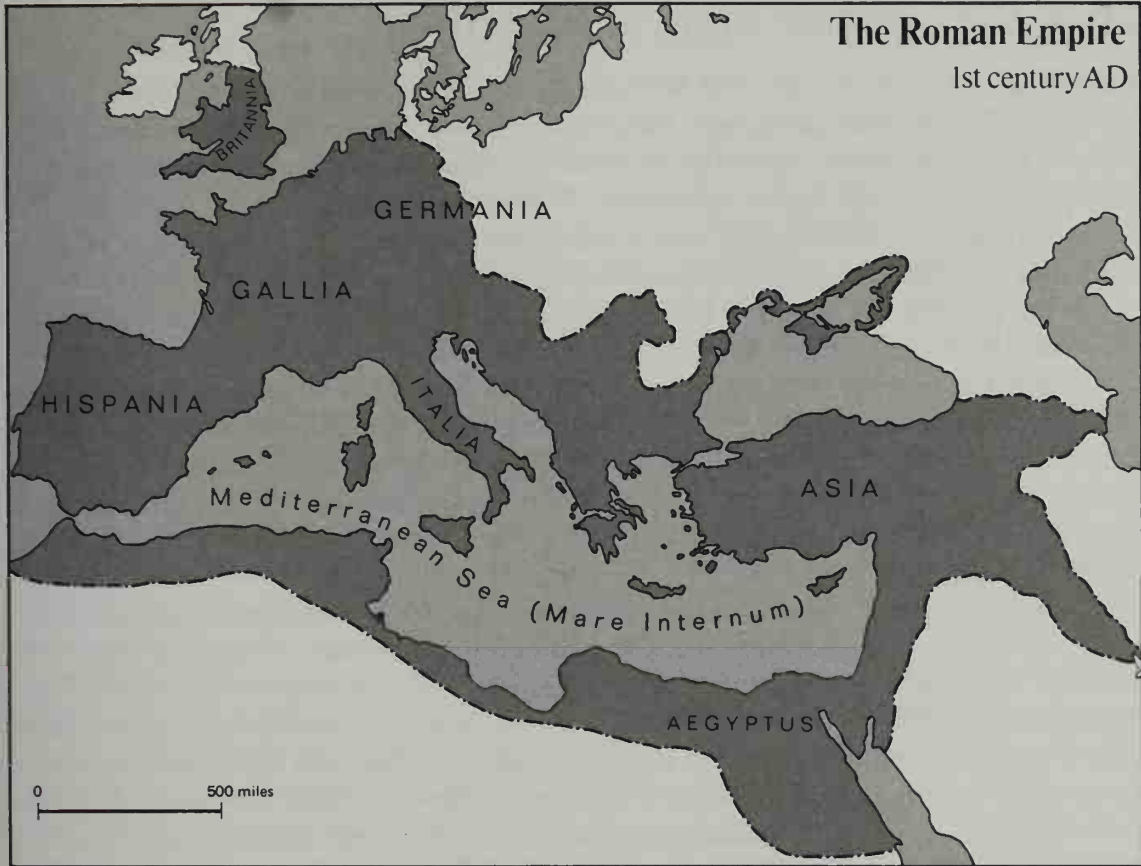 The Roman Empire
1st century AD
BRITANNIA
GERMANIA
GALLIA
HISPANIA
ITALIA
ASIA
Mediterranean Sea (Mare Internum)
AEGYPTUS
0 500 miles